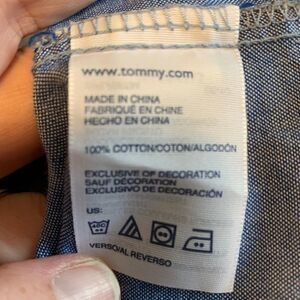 www.tommy.com
MADE IN CHINA
FABRIQUÉ EN CHINE
HECHO EN CHINA
100% COTTON/COTON/ALGODÓN
EXCLUSIVE OF DECORATION
SAUF DÉCORATION
EXCLUSIVO DE DECORACIÓN
US:
40C
VERSO/AL REVERSO